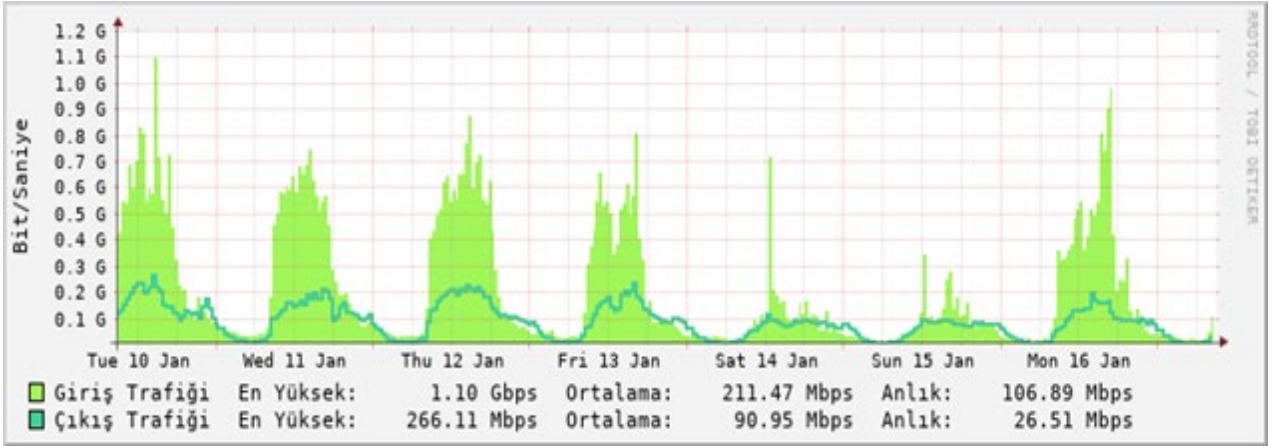 1.2 G
1.1 G
1.0 G
0.9 G
0.8 G
0.7 G
0.6 G
0.5 G
0.4 G
0.3 G
0.2 G
0.1 G
Bit/Saniye
RRDTOOL / TOBI OETIKER
Tue 10 Jan Wed 11 Jan Thu 12 Jan Fri 13 Jan Sat 14 Jan Sun 15 Jan Mon 16 Jan
Giriş Trafiği En Yüksek: 1.10 Gbps Ortalama: 211.47 Mbps Anlık: 106.89 Mbps
Çıkış Trafiği En Yüksek: 266.11 Mbps Ortalama: 90.95 Mbps Anlık: 26.51 Mbps